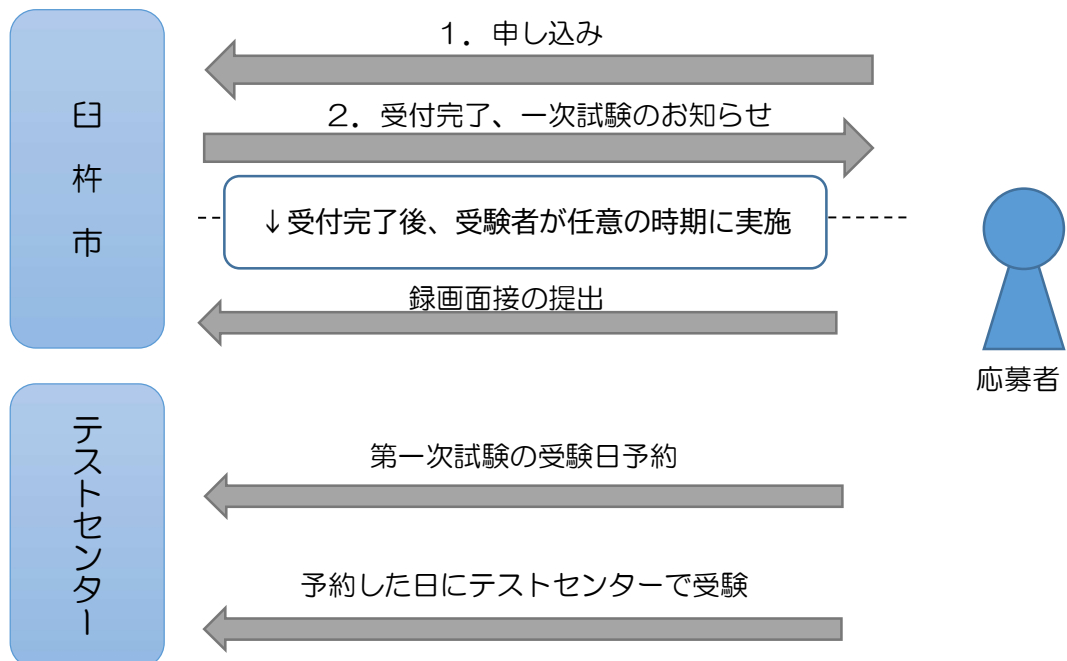 臼杵市
1．申し込み
2．受付完了、一次試験のお知らせ
↓受付完了後、受験者が任意の時期に実施
録画面接の提出
応募者
テストセンター
第一次試験の受験日予約
予約した日にテストセンターで受験